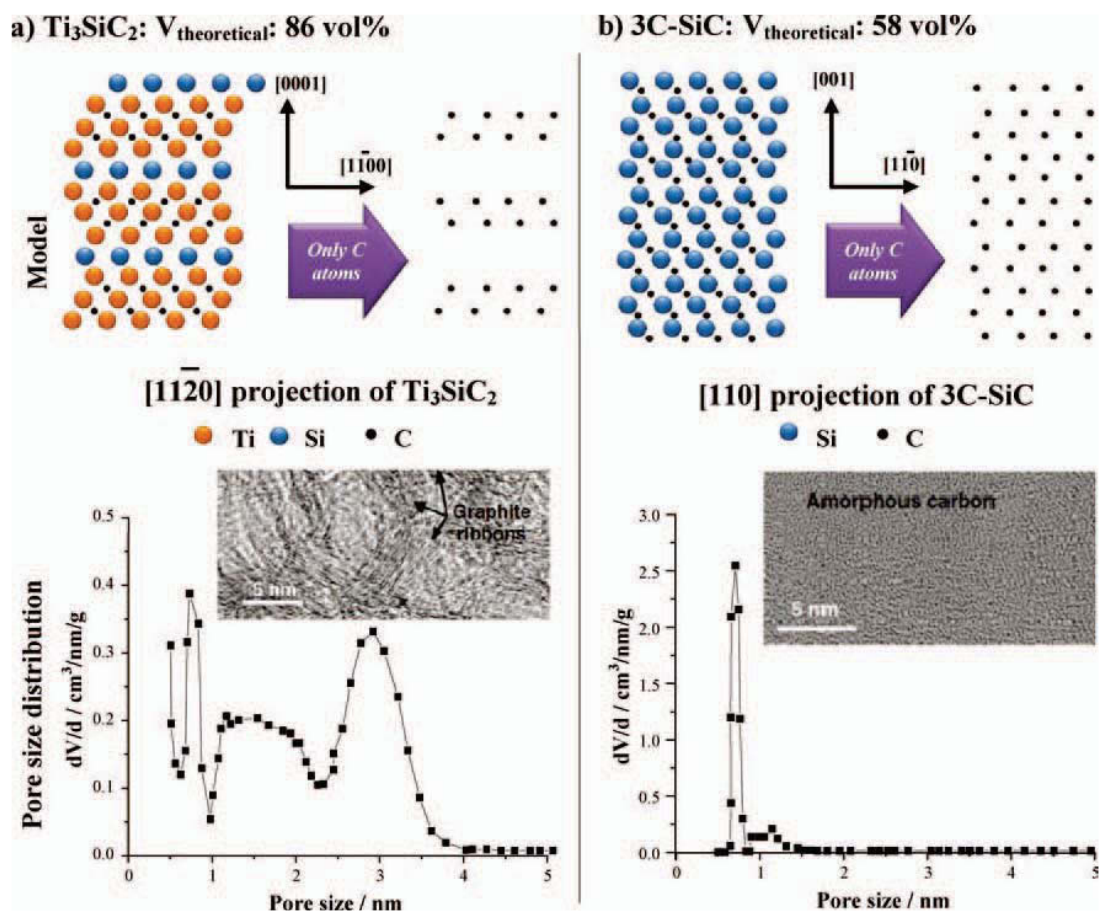 a) Ti₃SiC₂: V_theoretical: 86 vol%
[0001]
[11̅00]
Only C
atoms
Model
[112̅0] projection of Ti₃SiC₂
Ti Si C
Graphite
ribbons
5 nm
0.5
0.4
0.3
0.2
0.1
0.0
Pore size distribution
dV/d / cm³/nm/g
0 1 2 3 4 5
Pore size / nm
b) 3C-SiC: V_theoretical: 58 vol%
[001]
[11̅0]
Only C
atoms
[110] projection of 3C-SiC
Si C
Amorphous carbon
5 nm
3.0
2.5
2.0
1.5
1.0
0.5
0.0
dV/d / cm³/nm/g
0 1 2 3 4 5
Pore size / nm